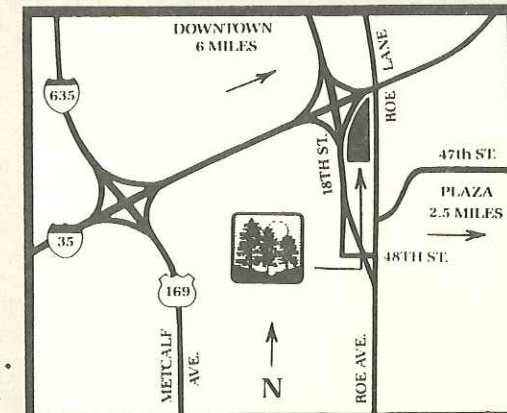 DOWNTOWN
6 MILES
635
LANE
ROE
18TH ST.
47th ST.
PLAZA
2.5 MILES
35
48TH ST.
169
METCALF
AVE.
N
ROE AVE.